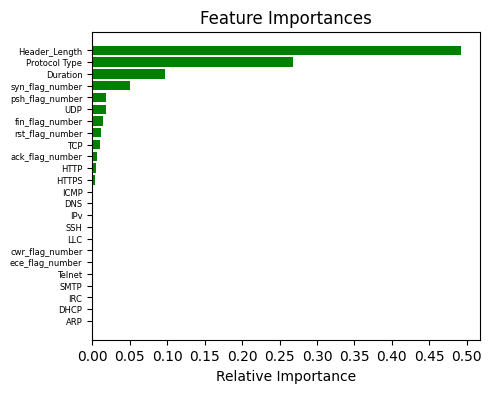 Feature Importances
Header_Length
Protocol Type
Duration
syn_flag_number
psh_flag_number
UDP
fin_flag_number
rst_flag_number
TCP
ack_flag_number
HTTP
HTTPS
ICMP
DNS
IPv
SSH
LLC
cwr_flag_number
ece_flag_number
Telnet
SMTP
IRC
DHCP
ARP
0.00 0.05 0.10 0.15 0.20 0.25 0.30 0.35 0.40 0.45 0.50
Relative Importance